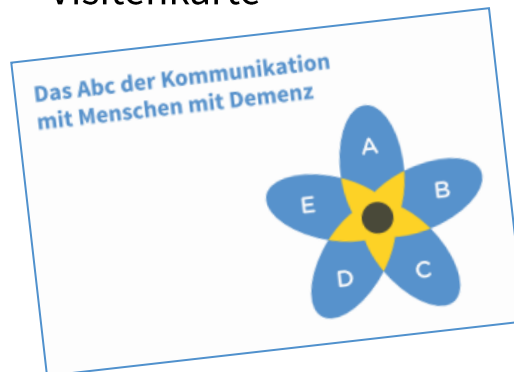 Visitenkarte
Das Abc der Kommunikation
mit Menschen mit Demenz
A
B
E
C
D